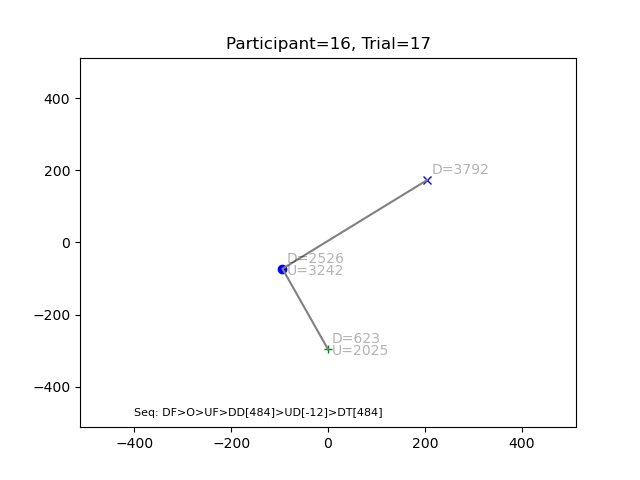 Participant=16, Trial=17
400
200
0
−200
−400
D=3792
D=2526
U=3242
D=623
U=2025
Seq: DF>O>UF>DD[484]>UD[-12]>DT[484]
−400
−200
0
200
400